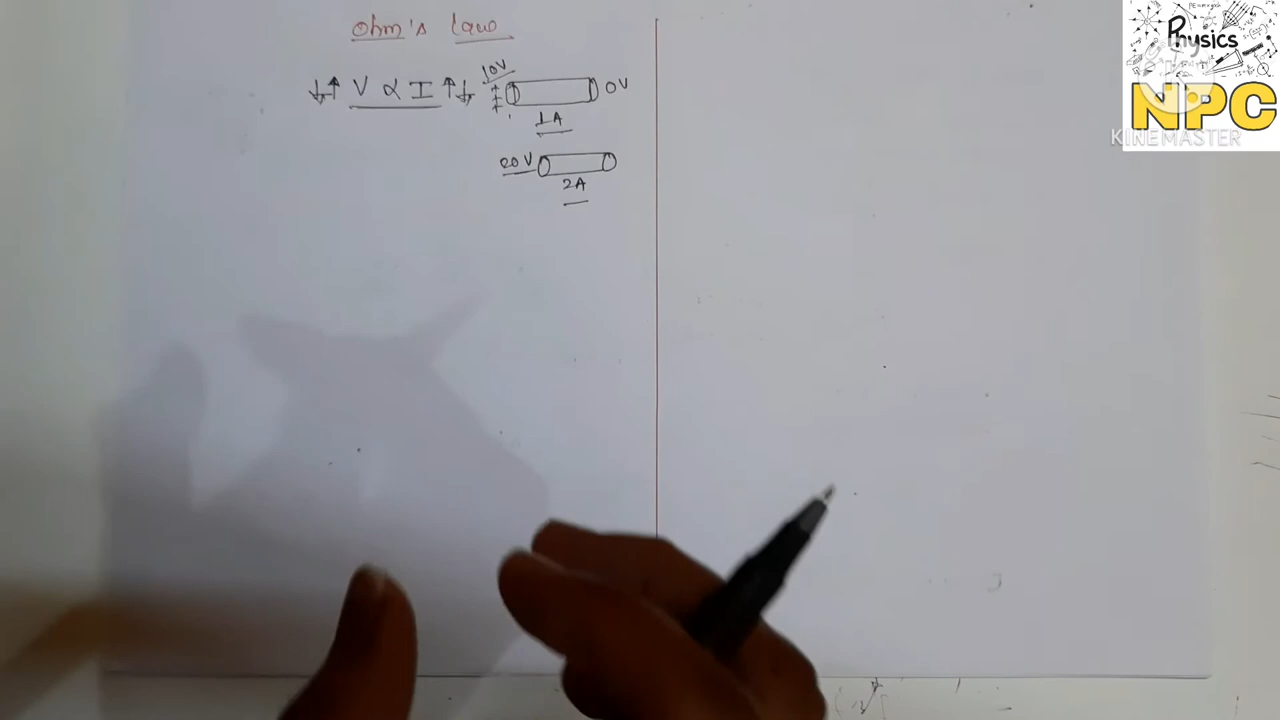 ohm's law
V ∝ I
10V
0V
1A
20V
2A
Physics
NPC
KINEMASTER